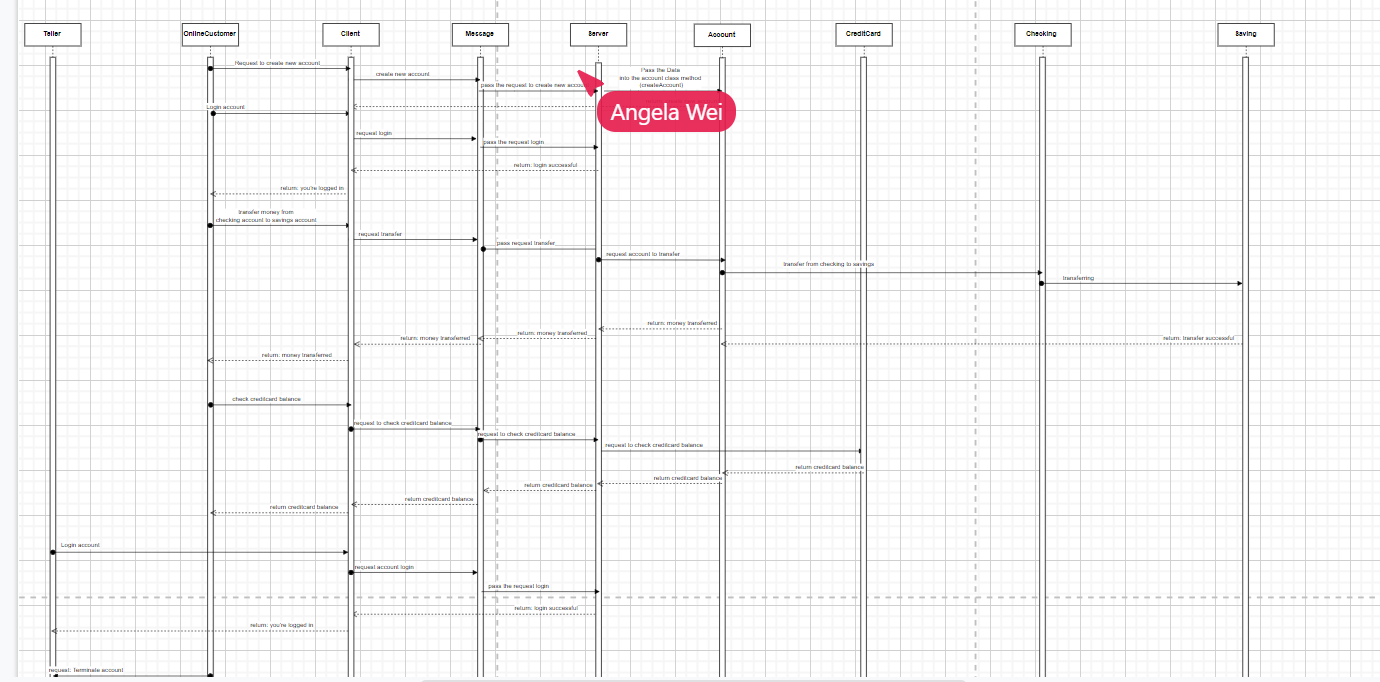 Teller
OnlineCustomer
Client
Message
Server
Account
CreditCard
Checking
Saving
Request to create new account
create new account
Pass the Data
into the account class method
(createAccount)
pass the request to create new
Angela Wei
Login account
request login
pass the request login
return: login successful
return: you're logged in
transfer money from
checking account to savings account
request transfer
pass request transfer
request account to transfer
transfer from checking to savings
transferring
return: money transferred
return: money transferred
return: money transferred
return: transfer successful
return: money transferred
check creditcard balance
request to check creditcard balance
request to check creditcard balance
request to check creditcard balance
return creditcard balance
return creditcard balance
return creditcard balance
return creditcard balance
return creditcard balance
Login account
request account login
pass the request login
return: login successful
return: you're logged in
request: Terminate account